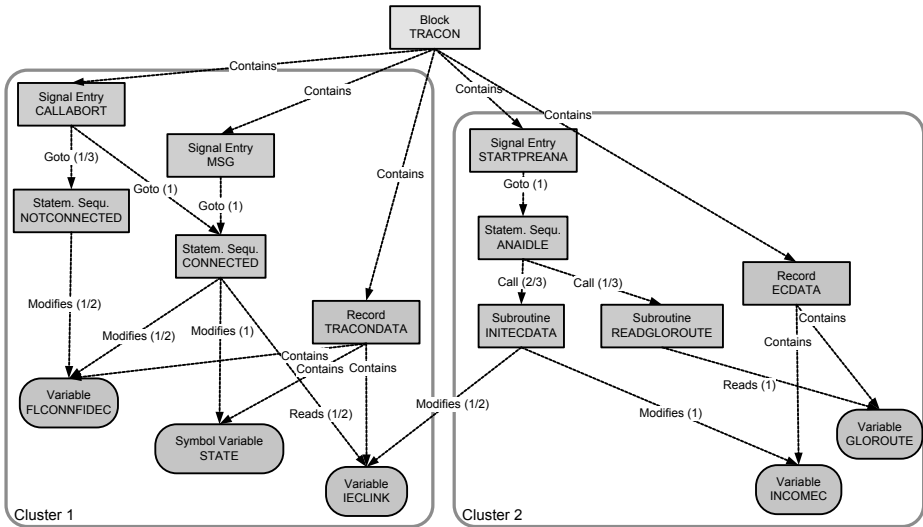 Block
TRACON
Contains
Contains
Contains
Contains
Contains
Signal Entry
CALLABORT
Signal Entry
MSG
Signal Entry
STARTPREANA
Goto (1/3)
Goto (1)
Goto (1)
Goto (1)
Statem. Sequ.
NOTCONNECTED
Statem. Sequ.
CONNECTED
Statem. Sequ.
ANAIDLE
Call (2/3)
Call (1/3)
Record
ECDATA
Record
TRACONDATA
Subroutine
INITECDATA
Subroutine
READGLOROUTE
Modifies (1/2)
Modifies (1/2)
Modifies (1)
Contains
Contains
Contains
Contains
Contains
Reads (1/2)
Modifies (1/2)
Modifies (1)
Reads (1)
Variable
FLCONNFIDEC
Symbol Variable
STATE
Variable
IECLINK
Variable
INCOMEC
Variable
GLOROUTE
Cluster 1
Cluster 2